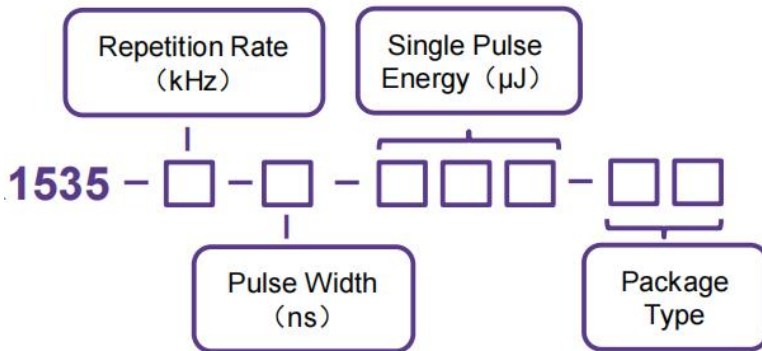 Repetition Rate
（kHz）
Single Pulse
Energy（µJ）
.1535 – □ – □ – □□□ – □□
Pulse Width
（ns）
Package
Type